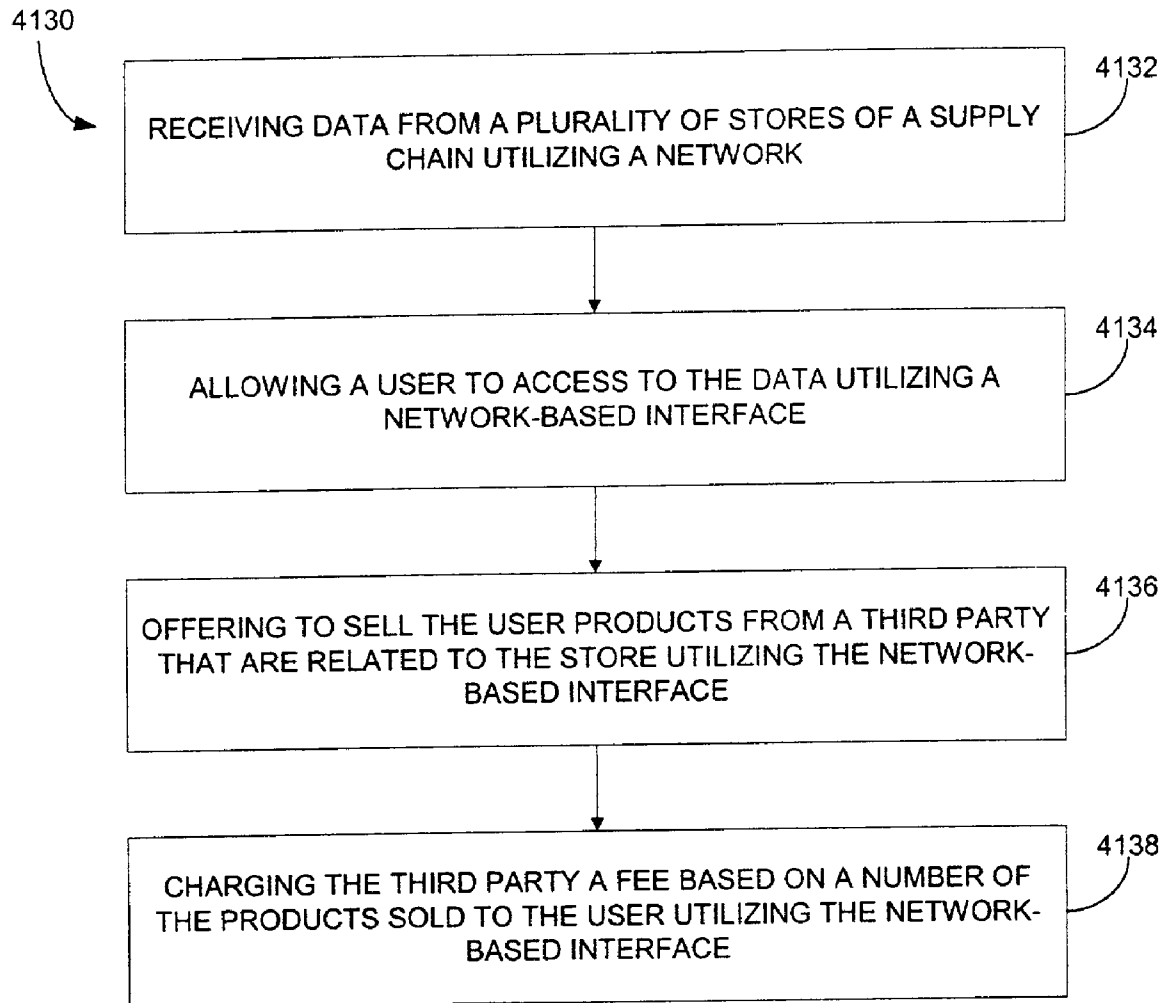 4130
4132
RECEIVING DATA FROM A PLURALITY OF STORES OF A SUPPLY
CHAIN UTILIZING A NETWORK
4134
ALLOWING A USER TO ACCESS TO THE DATA UTILIZING A
NETWORK-BASED INTERFACE
4136
OFFERING TO SELL THE USER PRODUCTS FROM A THIRD PARTY
THAT ARE RELATED TO THE STORE UTILIZING THE NETWORK-
BASED INTERFACE
4138
CHARGING THE THIRD PARTY A FEE BASED ON A NUMBER OF
THE PRODUCTS SOLD TO THE USER UTILIZING THE NETWORK-
BASED INTERFACE